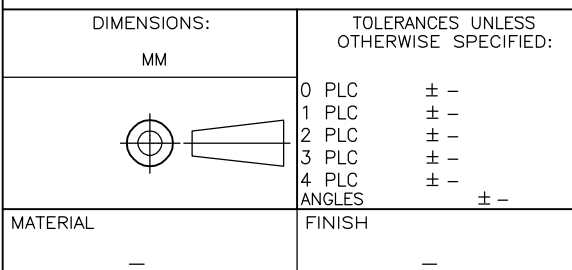 DIMENSIONS:
MM
TOLERANCES UNLESS
OTHERWISE SPECIFIED:
0 PLC ± –
1 PLC ± –
2 PLC ± –
3 PLC ± –
4 PLC ± –
ANGLES ± –
MATERIAL
–
FINISH
–